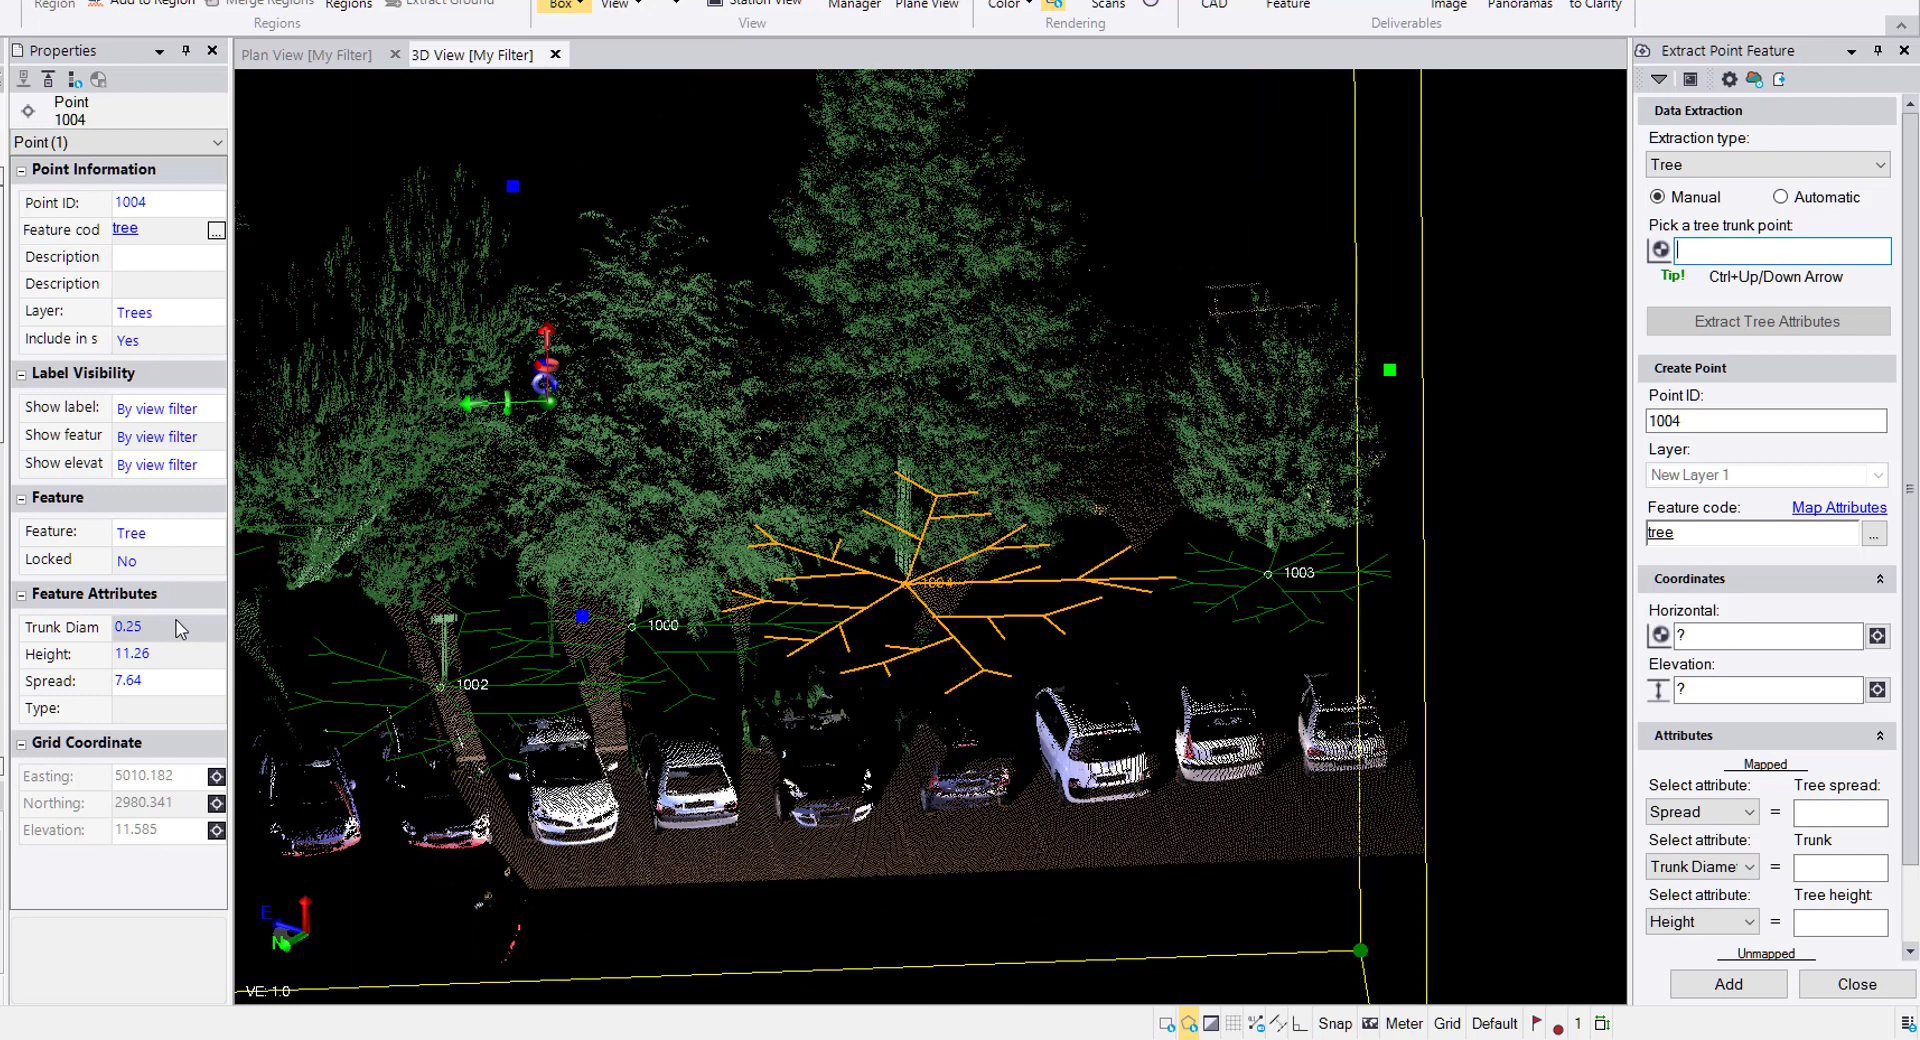 Region Add to Region Merge Regions Regions Extract Ground Box View Station View Manager Plane View Color Scans CAD Feature Image Panoramas to Clarity
Regions View Rendering Deliverables
Properties
Point
1004
Point (1)
Point Information
Point ID: 1004
Feature cod tree ...
Description
Description
Layer: Trees
Include in s Yes
Label Visibility
Show label: By view filter
Show featur By view filter
Show elevat By view filter
Feature
Feature: Tree
Locked No
Feature Attributes
Trunk Diam 0.25
Height: 11.26
Spread: 7.64
Type:
Grid Coordinate
Easting: 5010.182
Northing: 2980.341
Elevation: 11.585
Plan View [My Filter] 3D View [My Filter]
1003
1004
1000
1002
E
N
VE: 1.0
Extract Point Feature
Data Extraction
Extraction type:
Tree
Manual Automatic
Pick a tree trunk point:
Tip! Ctrl+Up/Down Arrow
Extract Tree Attributes
Create Point
Point ID:
1004
Layer:
New Layer 1
Feature code: Map Attributes
tree ...
Coordinates
Horizontal:
?
Elevation:
?
Attributes
Mapped
Select attribute: Tree spread:
Spread =
Select attribute: Trunk
Trunk Diame =
Select attribute: Tree height:
Height =
Unmapped
Add Close
Snap Meter Grid Default 1